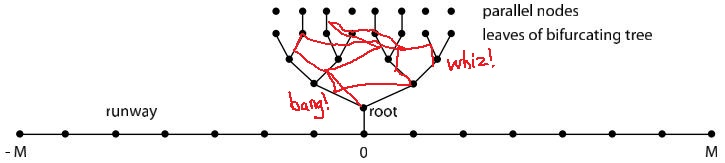 parallel nodes
leaves of bifurcating tree
whiz!
bang!
runway
root
- M
0
M